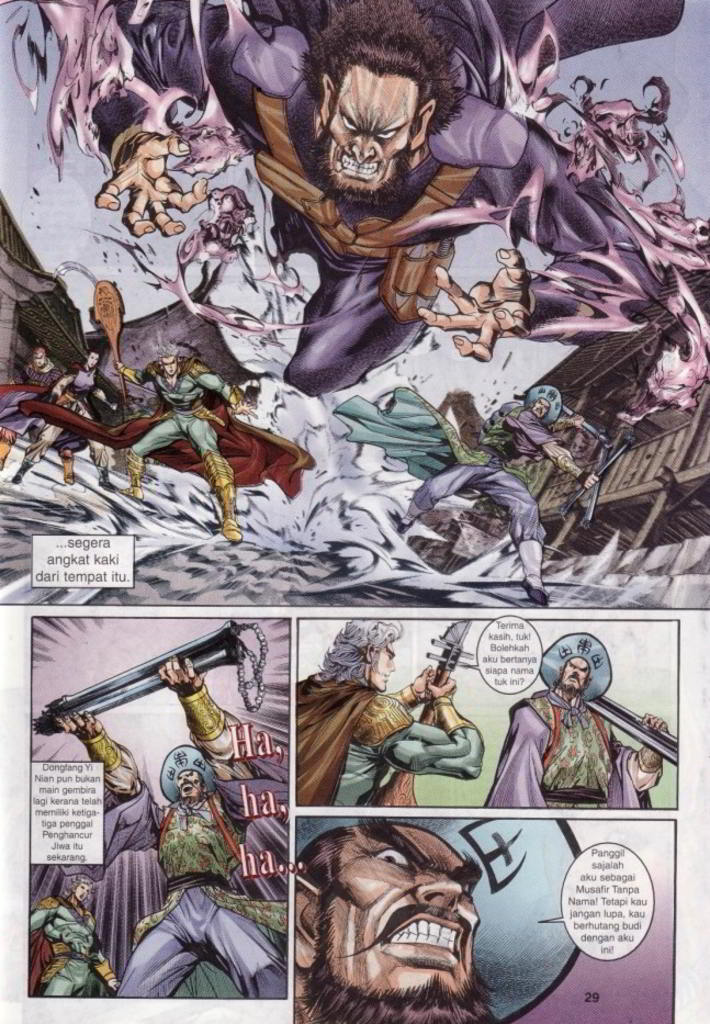 ...segera
angkat kaki
dari tempat itu.
Dongfang Yi
Nian pun bukan
main gembira
lagi kerana telah
memiliki ketiga-
tiga penggal
Penghancur
Jiwa itu
sekarang.
Ha,
ha,
ha...
Terima
kasih, tuk!
Bolehkah
aku bertanya
siapa nama
tuk ini?
Panggil
sajalah
aku sebagai
Musafir Tanpa
Nama! Tetapi kau
jangan lupa, kau
berhutang budi
dengan aku
ini!
29